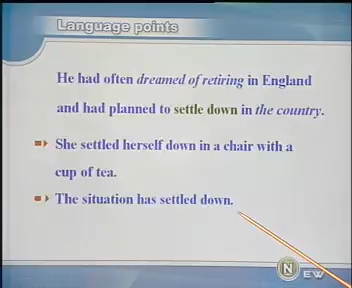 Language points
He had often dreamed of retiring in England
and had planned to settle down in the country.
She settled herself down in a chair with a
cup of tea.
The situation has settled down.
N EW